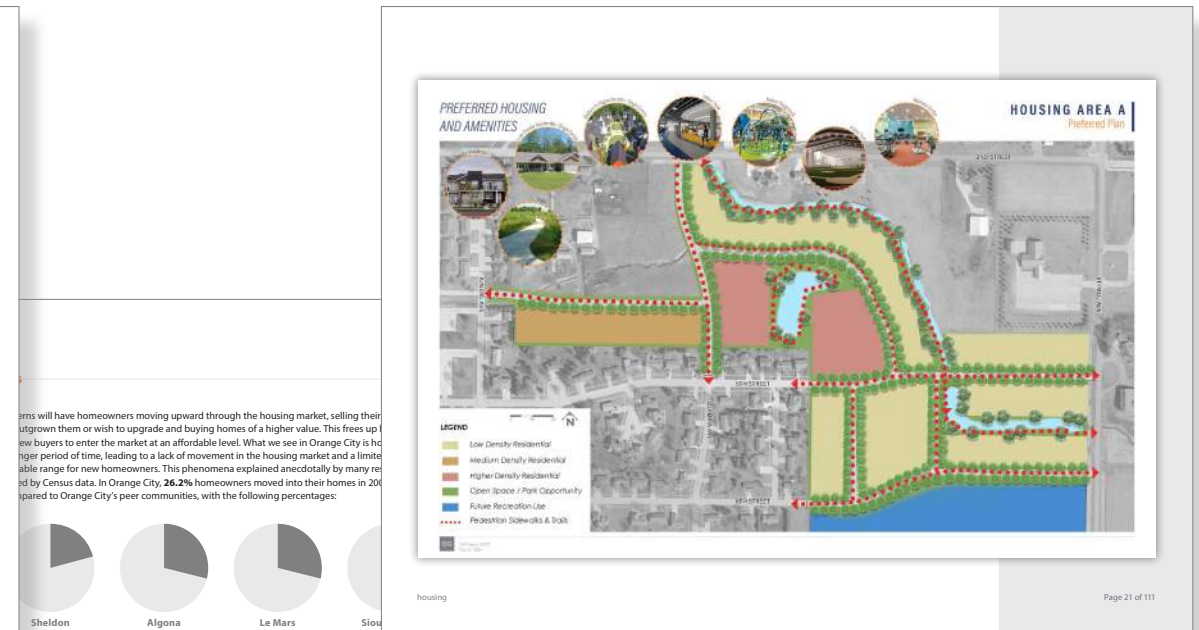 PREFERRED HOUSING
AND AMENITIES
HOUSING AREA A
Preferred Plan
2ND STREET
5TH STREET
6TH STREET
N
LEGEND
Low Density Residential
Medium Density Residential
Higher Density Residential
Open Space / Park Opportunity
Future Recreation Use
Pedestrian Sidewalks & Trails
housing
Page 21 of 111
s
erns will have homeowners moving upward through the housing market, selling their
utgrown them or wish to upgrade and buying homes of a higher value. This frees up
ew buyers to enter the market at an affordable level. What we see in Orange City is ho
nger period of time, leading to a lack of movement in the housing market and a limite
able range for new homeowners. This phenomena explained anecdotally by many res
ed by Census data. In Orange City, 26.2% homeowners moved into their homes in 200
pared to Orange City's peer communities, with the following percentages:
Sheldon
Algona
Le Mars
Siou